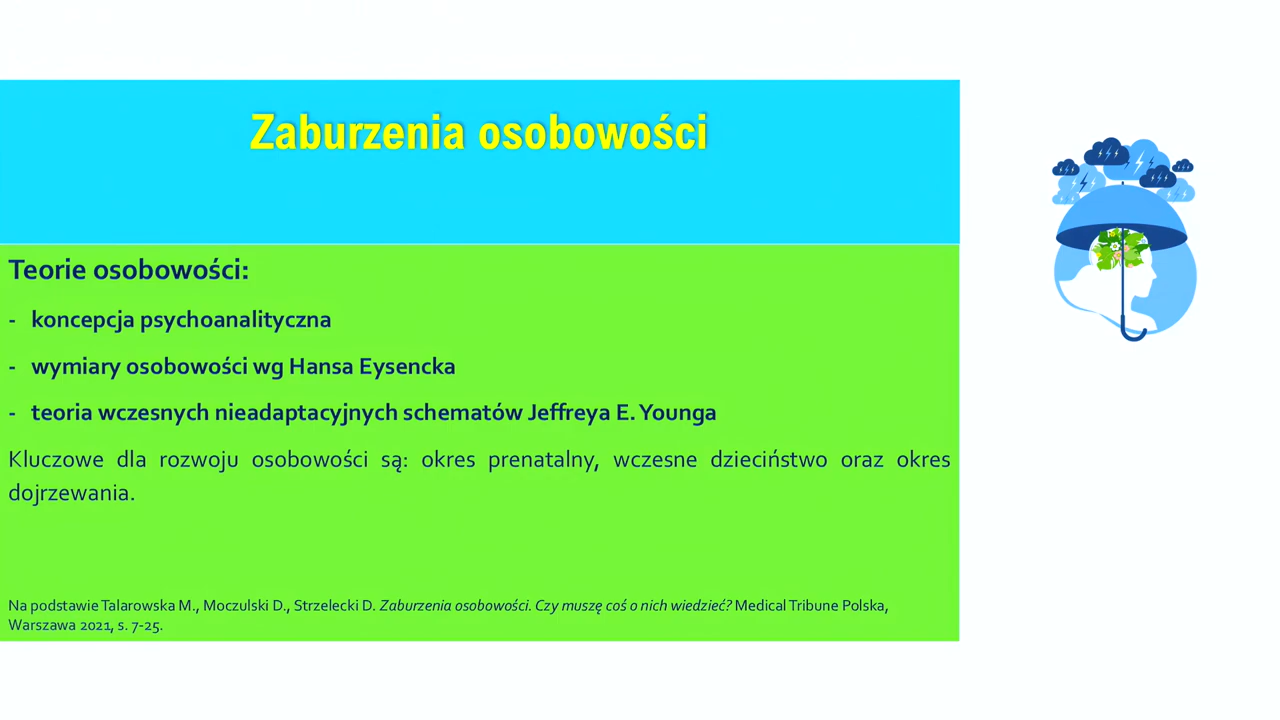 Zaburzenia osobowości
Teorie osobowości:
- koncepcja psychoanalityczna
- wymiary osobowości wg Hansa Eysencka
- teoria wczesnych nieadaptacyjnych schematów Jeffreya E. Younga
Kluczowe dla rozwoju osobowości są: okres prenatalny, wczesne dzieciństwo oraz okres
dojrzewania.
Na podstawie Talarowska M., Moczulski D., Strzelecki D. Zaburzenia osobowości. Czy muszę coś o nich wiedzieć? Medical Tribune Polska,
Warszawa 2021, s. 7-25.